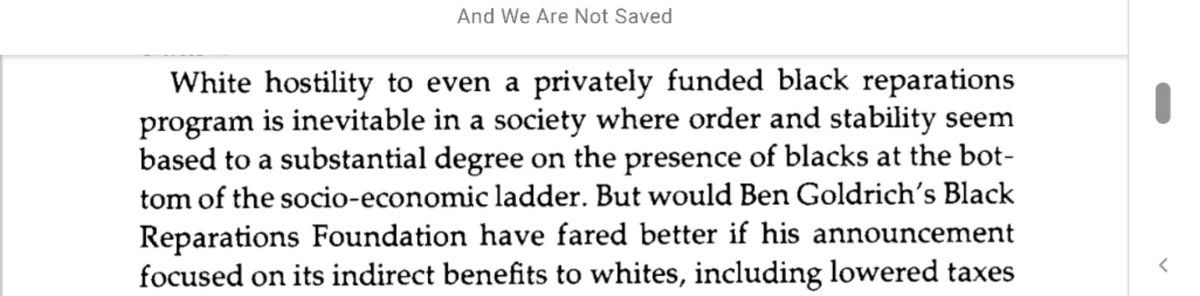 And We Are Not Saved
White hostility to even a privately funded black reparations
program is inevitable in a society where order and stability seem
based to a substantial degree on the presence of blacks at the bot-
tom of the socio-economic ladder. But would Ben Goldrich's Black
Reparations Foundation have fared better if his announcement
focused on its indirect benefits to whites, including lowered taxes